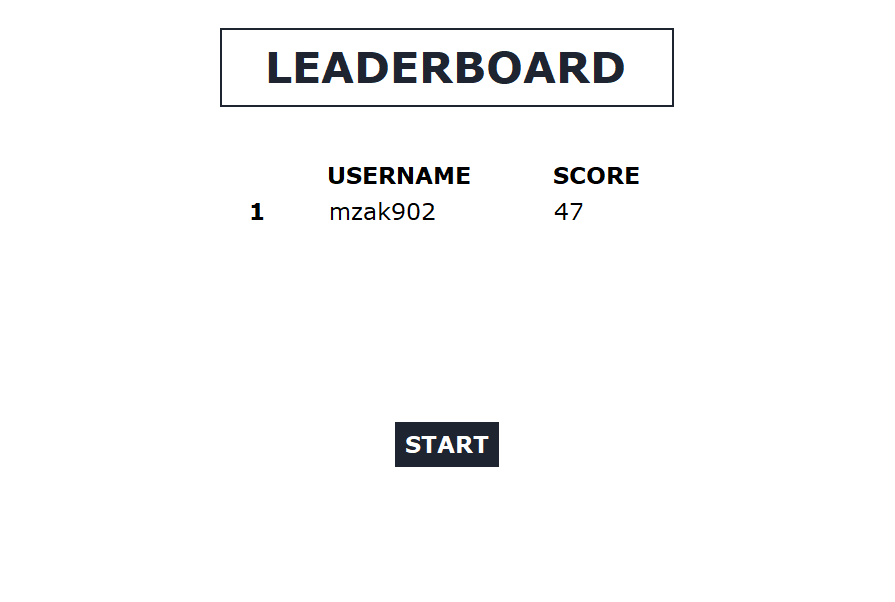 LEADERBOARD
USERNAME SCORE
1 mzak902 47
START